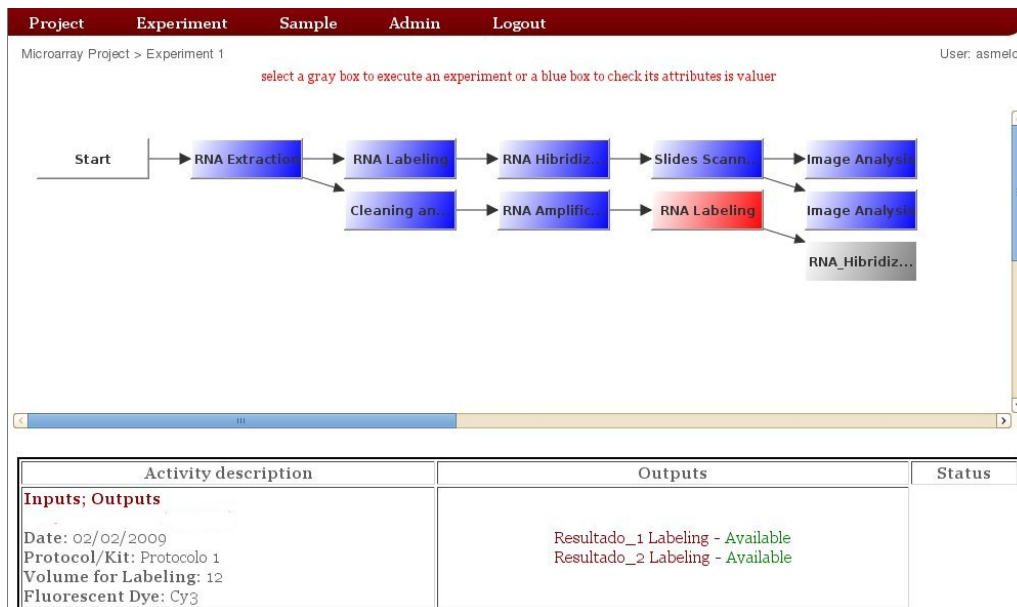 Project Experiment Sample Admin Logout
Microarray Project > Experiment 1
User: asmelo
select a gray box to execute an experiment or a blue box to check its attributes is valuer
Start RNA Extraction RNA Labeling RNA Hibridiz... Slides Scann... Image Analysis
Cleaning an... RNA Amplific... RNA Labeling Image Analysis
RNA_Hibridiz...
Activity description Outputs Status
Inputs; Outputs
Date: 02/02/2009
Protocol/Kit: Protocolo 1
Volume for Labeling: 12
Fluorescent Dye: Cy3
Resultado_1 Labeling - Available
Resultado_2 Labeling - Available